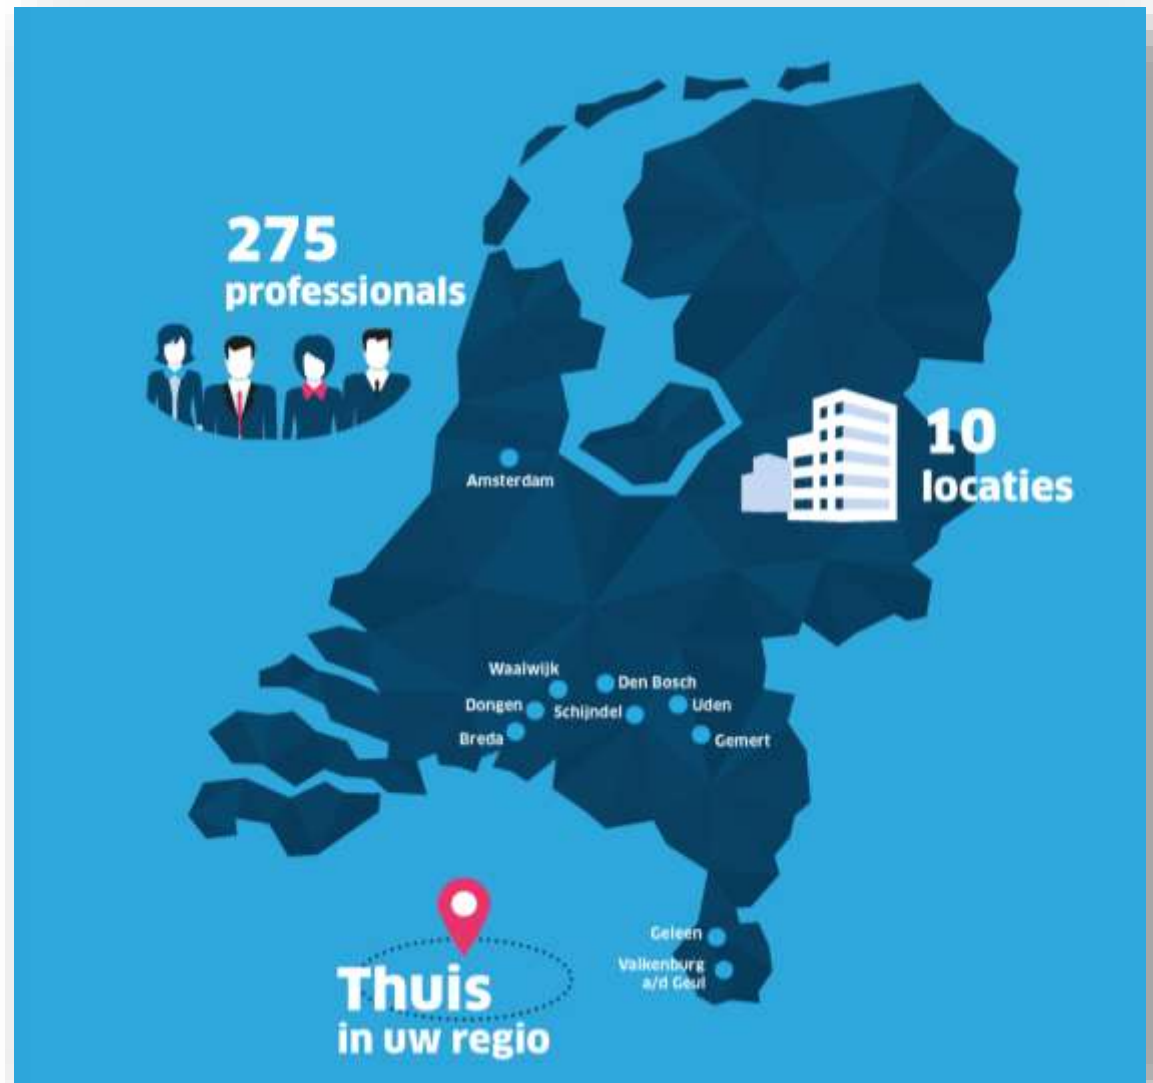 275
professionals
10
locaties
Amsterdam
Waalwijk
Den Bosch
Dongen
Schijndel
Uden
Breda
Gemert
Geleen
Valkenburg
a/d Geul
Thuis
in uw regio